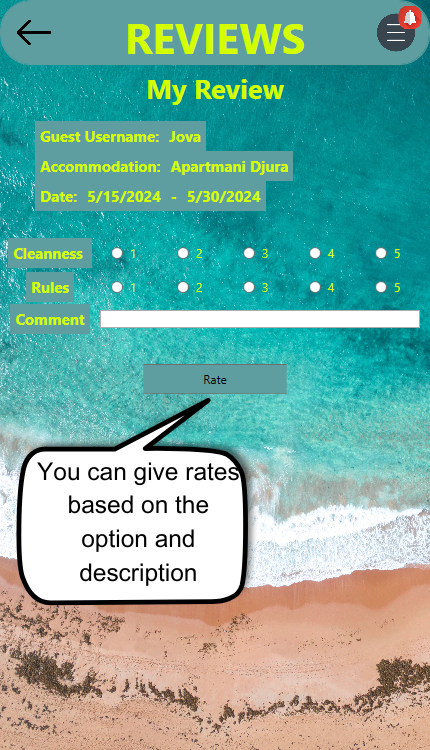 REVIEWS
My Review
Guest Username: Jova
Accommodation: Apartmani Djura
Date: 5/15/2024 - 5/30/2024
Cleanness 1 2 3 4 5
Rules 1 2 3 4 5
Comment
Rate
You can give rates
based on the
option and
description